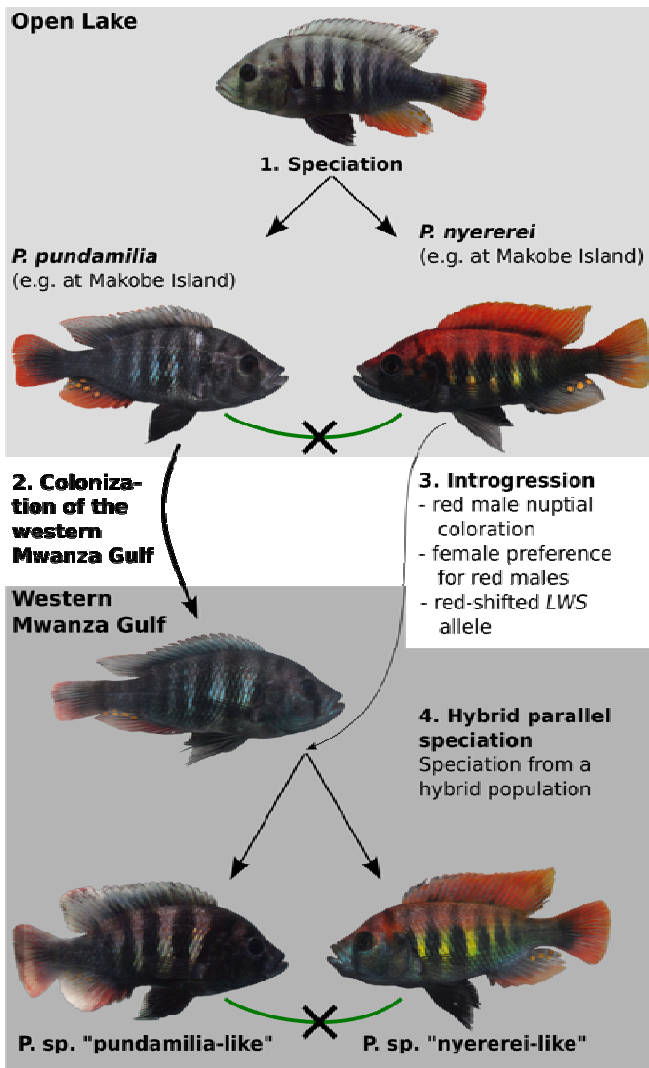 Open Lake
1. Speciation
P. pundamilia
(e.g. at Makobe Island)
P. nyererei
(e.g. at Makobe Island)
2. Coloniza-
tion of the
western
Mwanza Gulf
3. Introgression
- red male nuptial
coloration
- female preference
for red males
- red-shifted LWS
allele
Western
Mwanza Gulf
4. Hybrid parallel
speciation
Speciation from a
hybrid population
P. sp. "pundamilia-like"
P. sp. "nyererei-like"